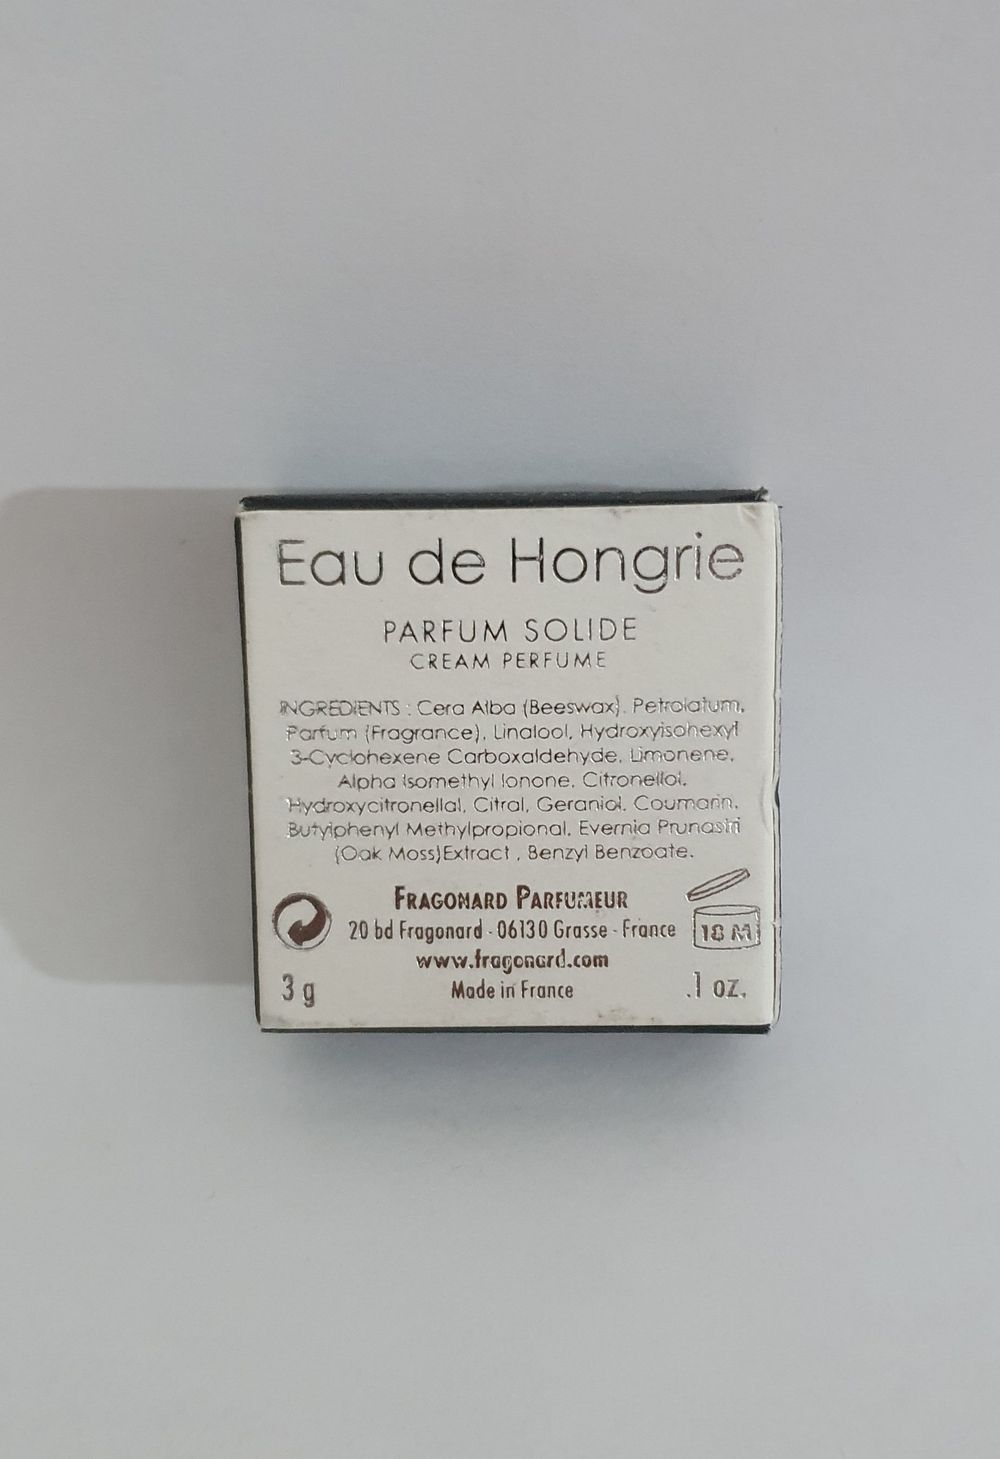 Eau de Hongrie
PARFUM SOLIDE
CREAM PERFUME
INGREDIENTS : Cera Alba (Beeswax), Petrolatum,
Parfum (Fragrance), Linalool, Hydroxyisohexyl
3-Cyclohexene Carboxaldehyde, Limonene,
Alpha Isomethyl Ionone, Citronellol,
Hydroxycitronellal, Citral, Geraniol, Coumarin,
Butylphenyl Methylpropional, Evernia Prunastri
(Oak Moss)Extract , Benzyl Benzoate.
FRAGONARD PARFUMEUR
20 bd Fragonard - 06130 Grasse - France
18 M
www.fragonard.com
3 g
Made in France
.1 oz.